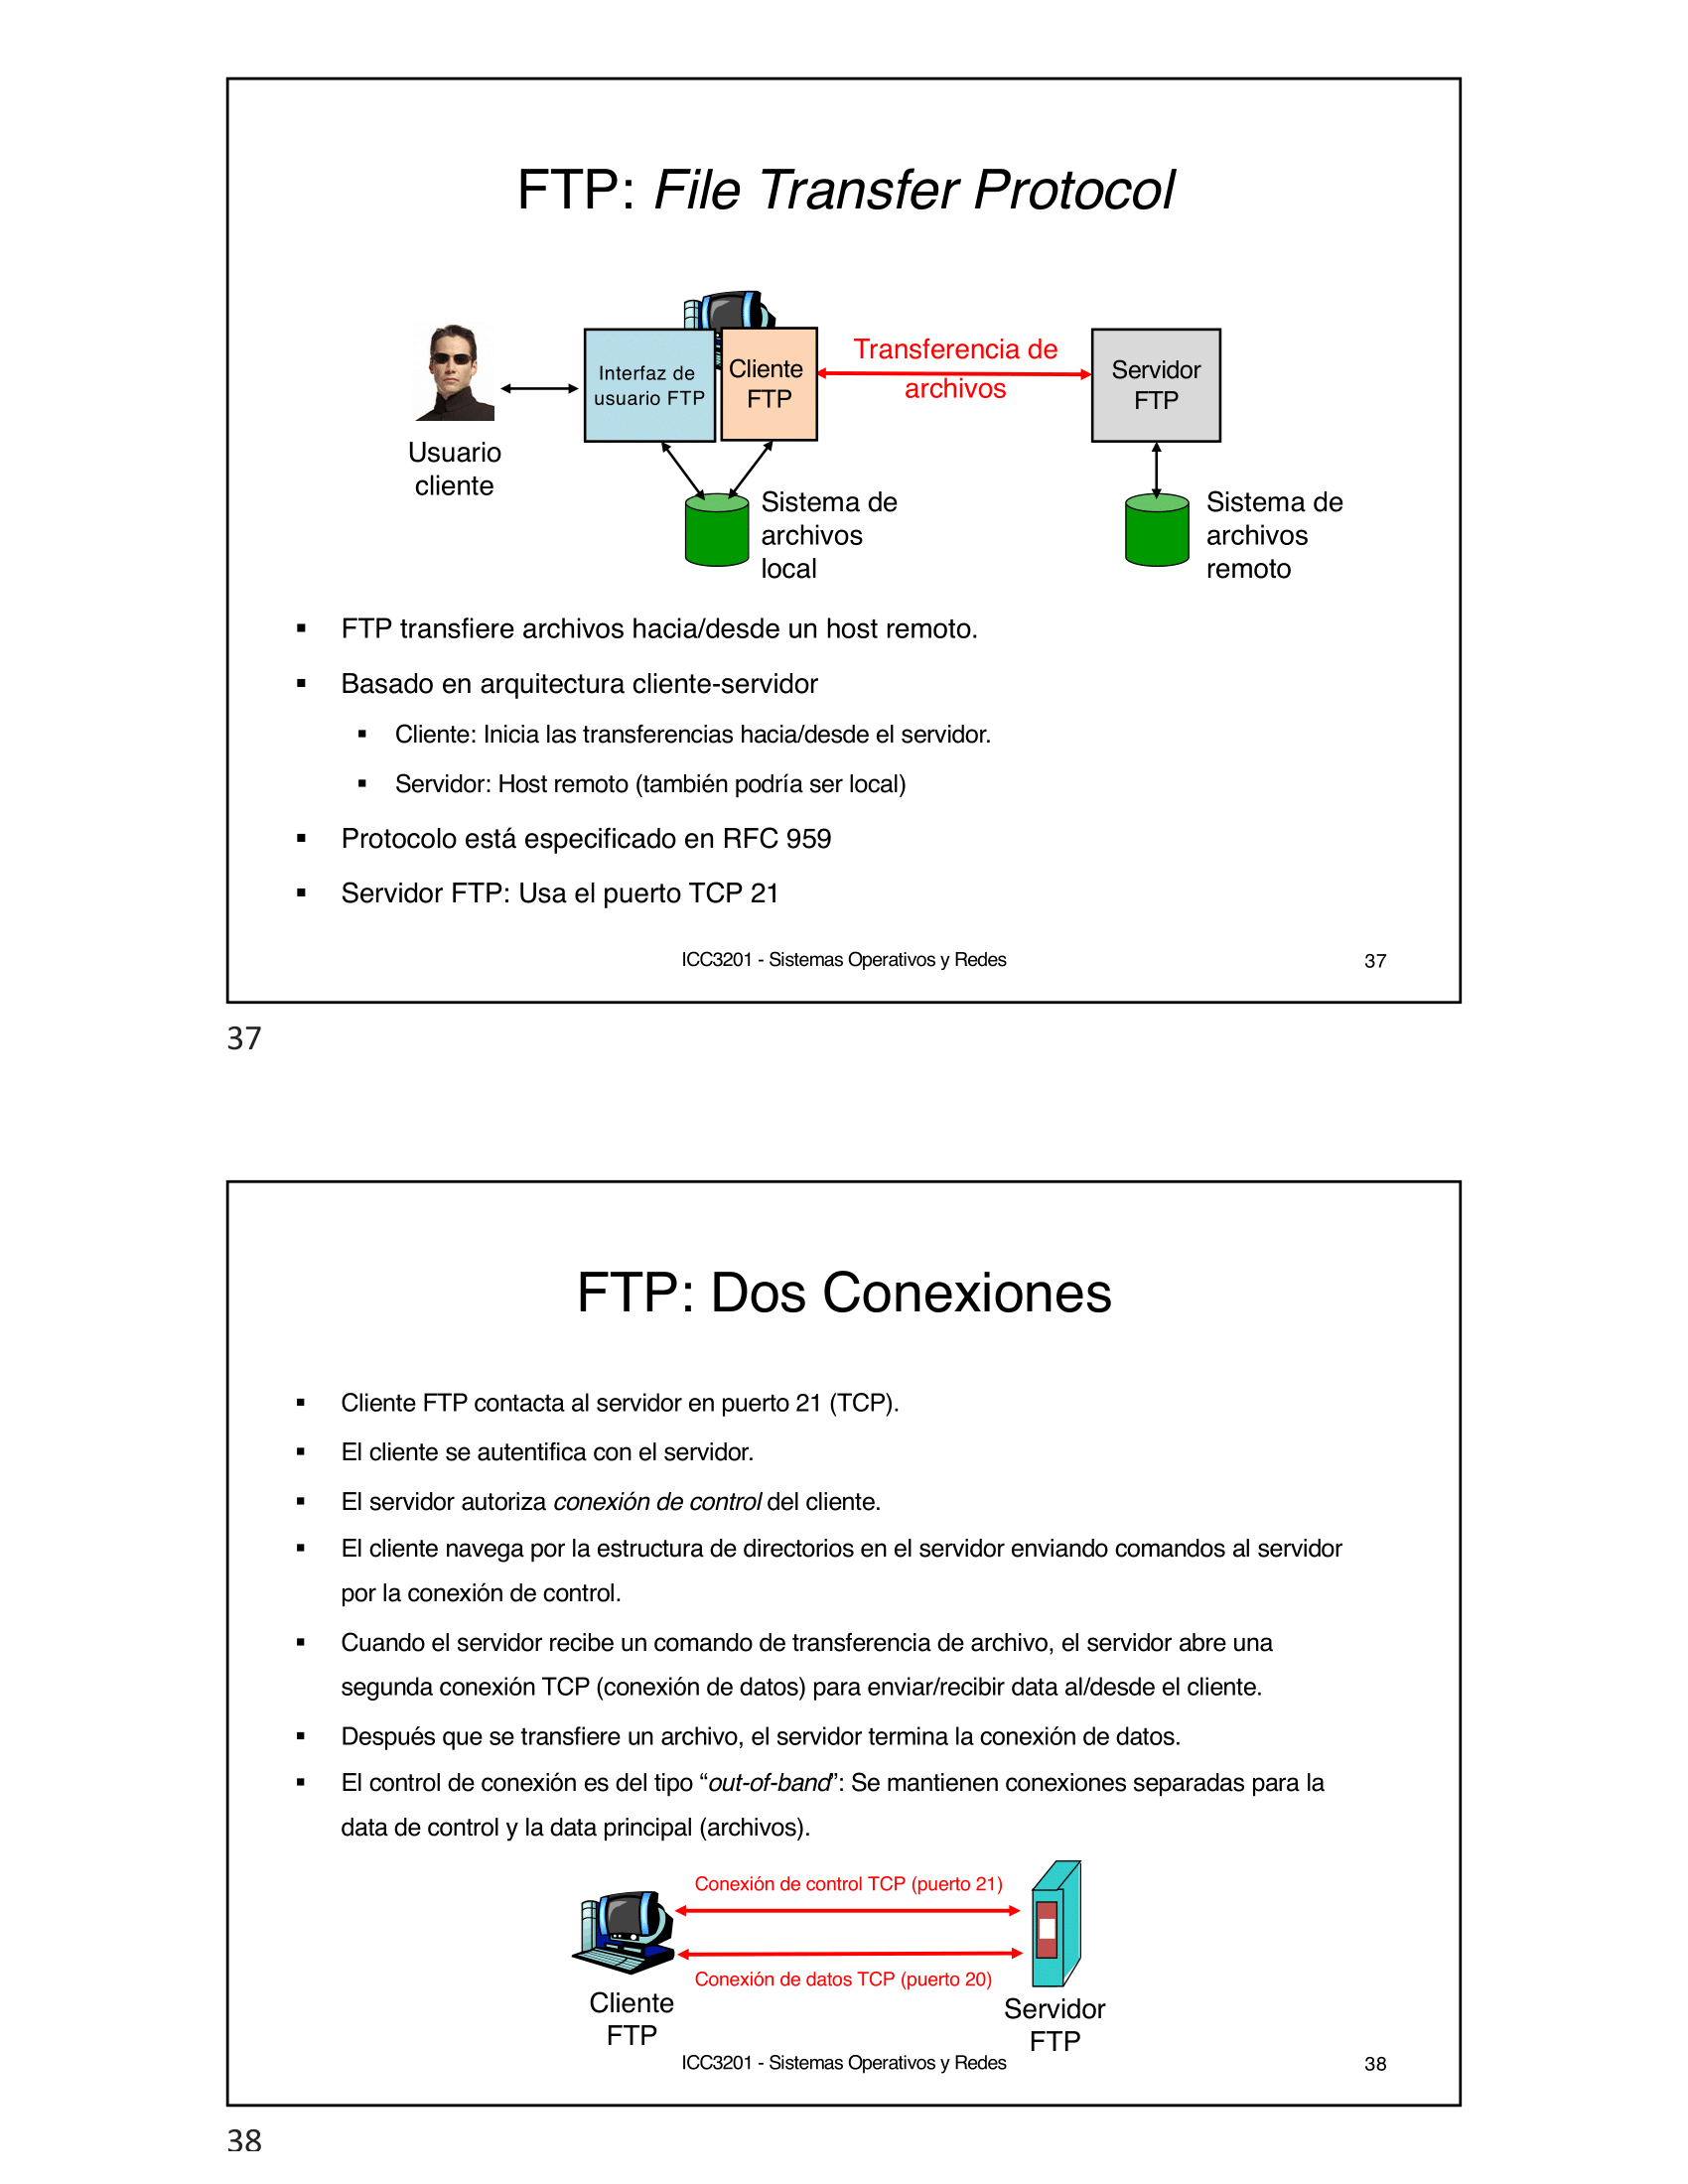 FTP: File Transfer Protocol
Usuario
cliente
Interfaz de
usuario FTP
Cliente
FTP
Transferencia de
archivos
Servidor
FTP
Sistema de
archivos
local
Sistema de
archivos
remoto
▪ FTP transfiere archivos hacia/desde un host remoto.
▪ Basado en arquitectura cliente-servidor
▪ Cliente: Inicia las transferencias hacia/desde el servidor.
▪ Servidor: Host remoto (también podría ser local)
▪ Protocolo está especificado en RFC 959
▪ Servidor FTP: Usa el puerto TCP 21
ICC3201 - Sistemas Operativos y Redes
37
37
FTP: Dos Conexiones
▪ Cliente FTP contacta al servidor en puerto 21 (TCP).
▪ El cliente se autentifica con el servidor.
▪ El servidor autoriza conexión de control del cliente.
▪ El cliente navega por la estructura de directorios en el servidor enviando comandos al servidor
por la conexión de control.
▪ Cuando el servidor recibe un comando de transferencia de archivo, el servidor abre una
segunda conexión TCP (conexión de datos) para enviar/recibir data al/desde el cliente.
▪ Después que se transfiere un archivo, el servidor termina la conexión de datos.
▪ El control de conexión es del tipo “out-of-band”: Se mantienen conexiones separadas para la
data de control y la data principal (archivos).
Conexión de control TCP (puerto 21)
Conexión de datos TCP (puerto 20)
Cliente
FTP
Servidor
FTP
ICC3201 - Sistemas Operativos y Redes
38
38